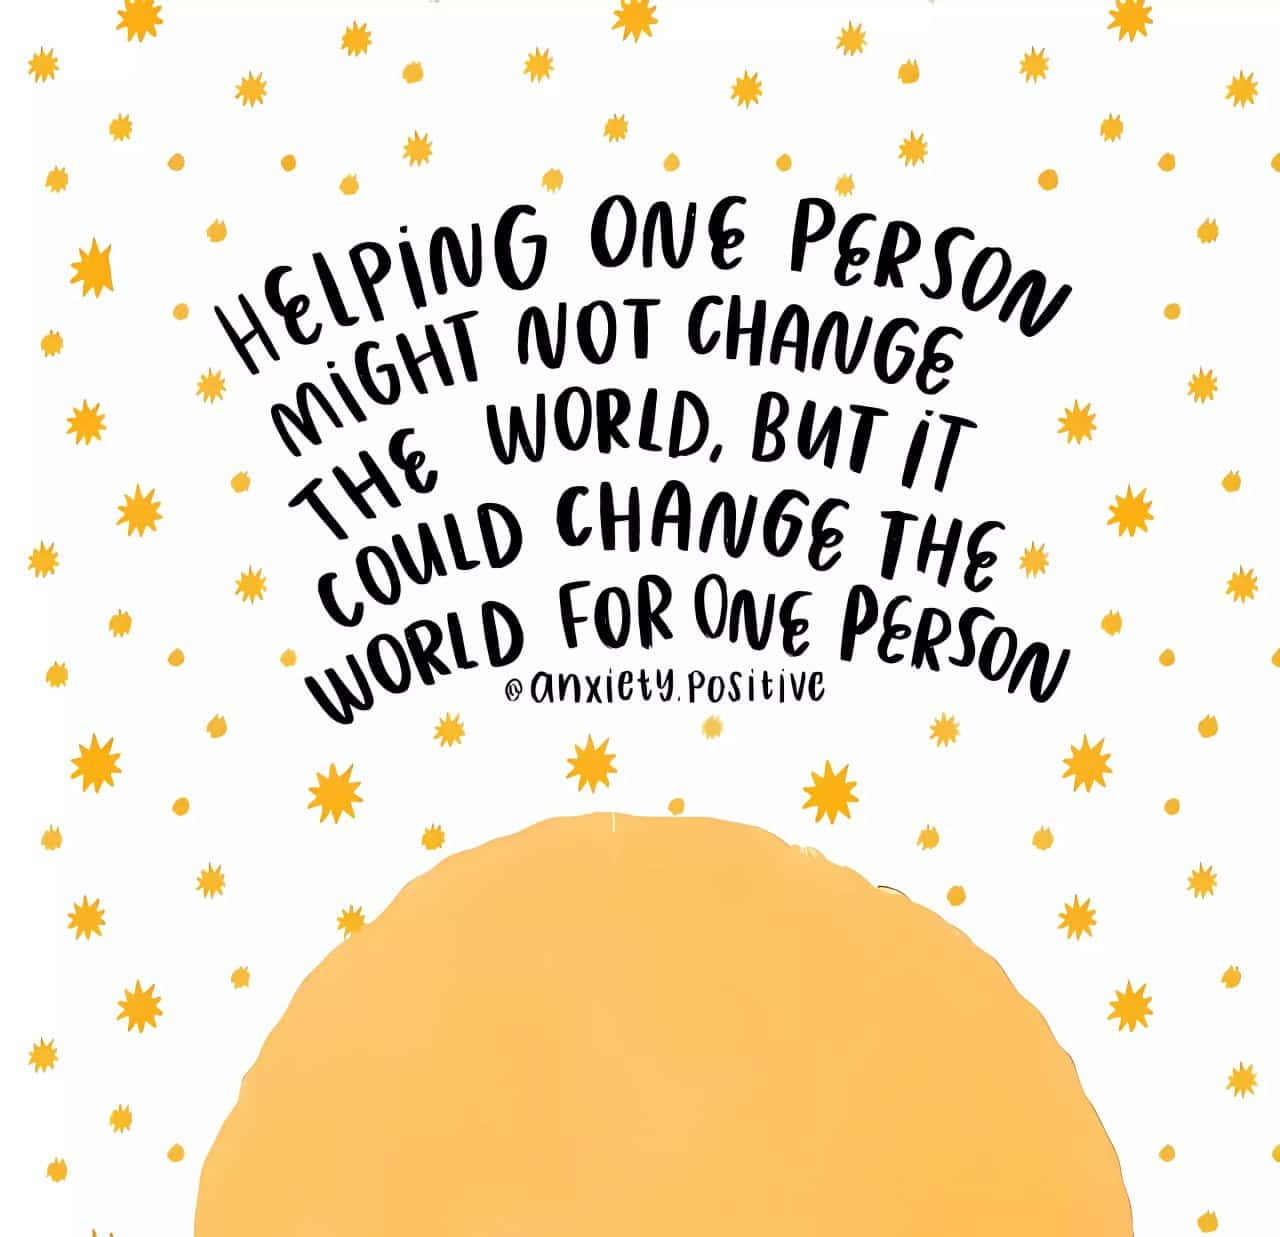 HELPING ONE PERSON
MIGHT NOT CHANGE
THE WORLD, BUT IT
COULD CHANGE THE
WORLD FOR ONE PERSON
@anxiety.positive